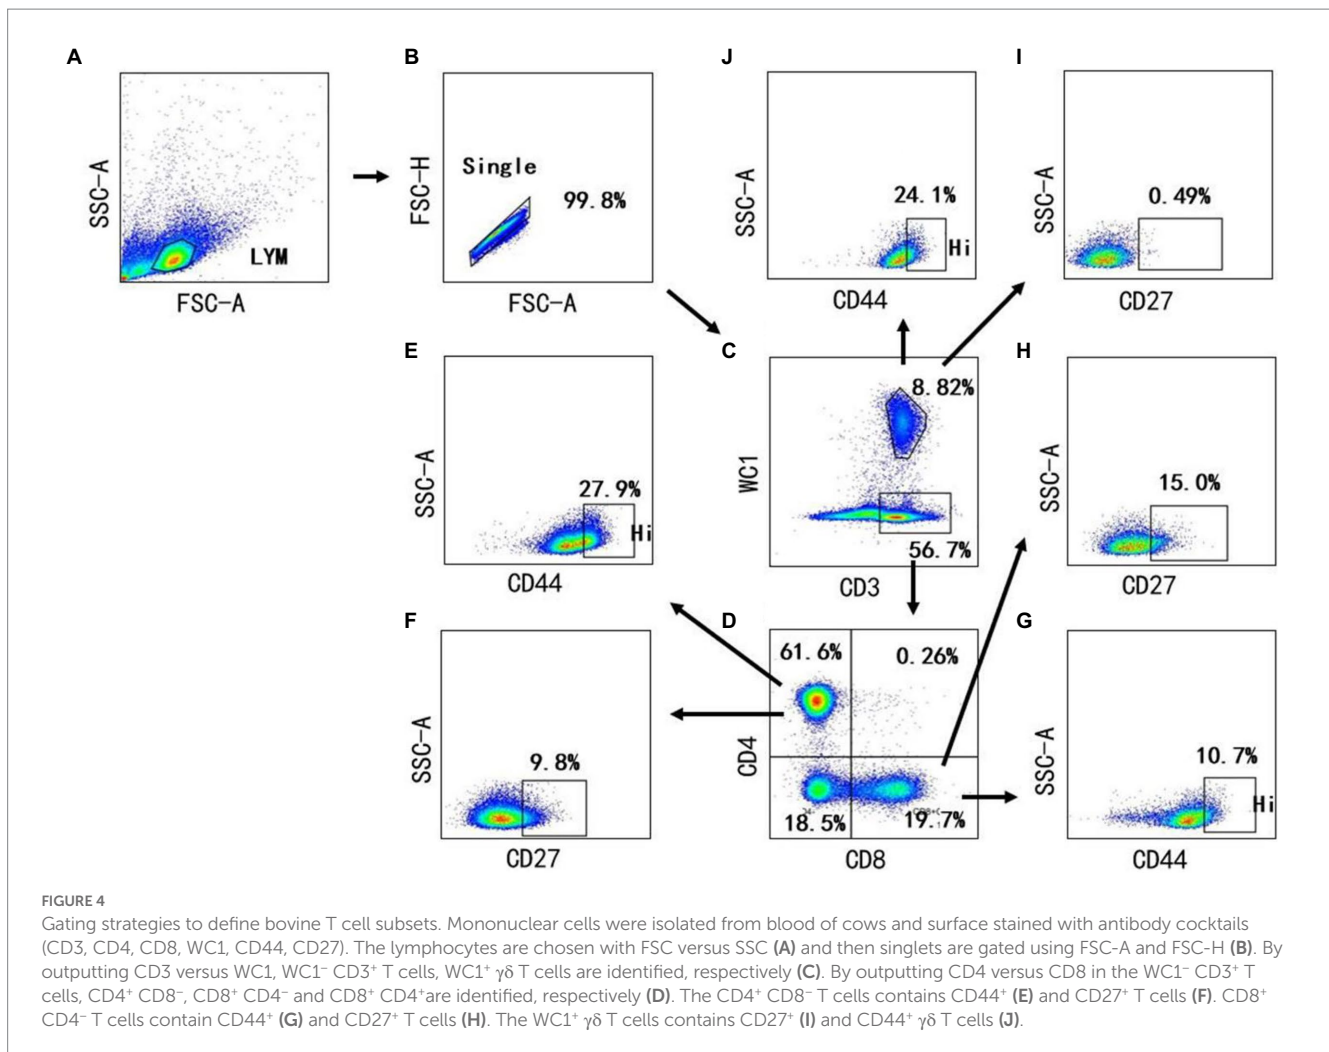 A
B
J
I
SSC-A
LYM
FSC-A
FSC-H
Single
99.8%
FSC-A
SSC-A
24.1%
Hi
CD44
SSC-A
0.49%
CD27
E
C
H
SSC-A
27.9%
Hi
CD44
WC1
8.82%
56.7%
CD3
SSC-A
15.0%
CD27
F
D
G
SSC-A
9.8%
CD27
CD4
61.6%
0.26%
18.5%
19.7%
CD8
SSC-A
10.7%
Hi
CD44
FIGURE 4
Gating strategies to define bovine T cell subsets. Mononuclear cells were isolated from blood of cows and surface stained with antibody cocktails
(CD3, CD4, CD8, WC1, CD44, CD27). The lymphocytes are chosen with FSC versus SSC (A) and then singlets are gated using FSC-A and FSC-H (B). By
outputting CD3 versus WC1, WC1⁻ CD3⁺ T cells, WC1⁺ γδ T cells are identified, respectively (C). By outputting CD4 versus CD8 in the WC1⁻ CD3⁺ T
cells, CD4⁺ CD8⁻, CD8⁺ CD4⁻ and CD8⁺ CD4⁺are identified, respectively (D). The CD4⁺ CD8⁻ T cells contains CD44⁺ (E) and CD27⁺ T cells (F). CD8⁺
CD4⁻ T cells contain CD44⁺ (G) and CD27⁺ T cells (H). The WC1⁺ γδ T cells contains CD27⁺ (I) and CD44⁺ γδ T cells (J).